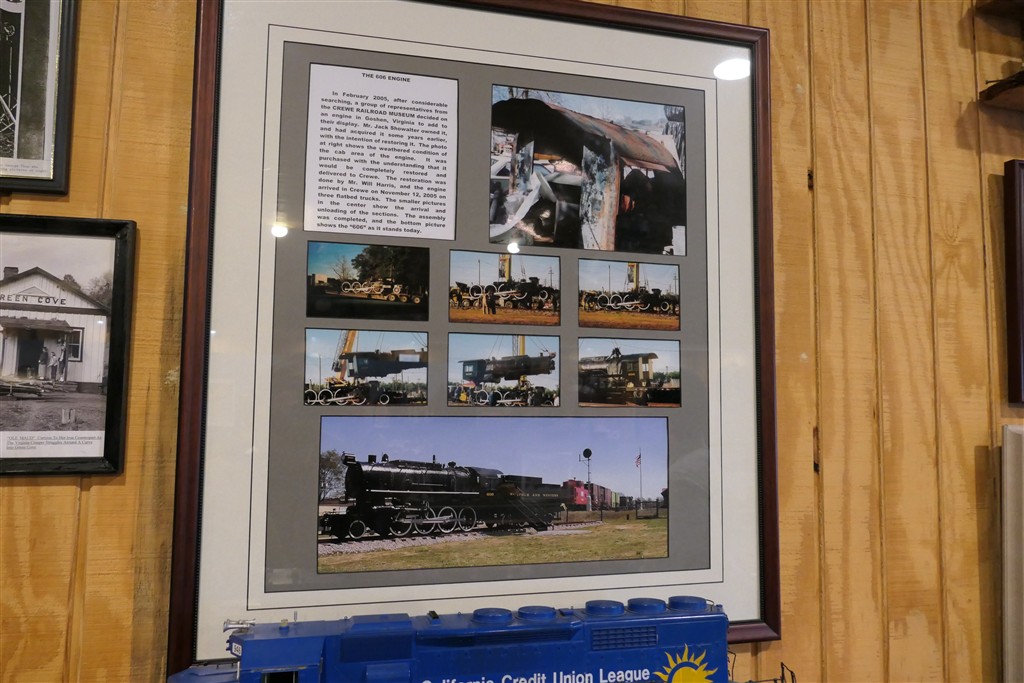 THE 506 ENGINE
In February 2005, after considerable
searching, a group of representatives from
the CREWE RAILROAD MUSEUM decided on
an engine in Goshen, Virginia to add to
their display. Mr. Jack Showalter owned it,
and had acquired it some years earlier,
with the intention of restoring it. The photo
at right shows the weathered condition of
the cab area of the engine. It was
purchased with the understanding that it
would be completely restored and
delivered to Crewe. The restoration was
done by Mr. Will Harris, and the engine
arrived in Crewe on November 12, 2005 on
three flatbed trucks. The smaller pictures
in the center show the arrival and
unloading of the sections. The assembly
was completed, and the bottom picture
shows the "606" as it stands today.
REEN COVE
California Credit Union League